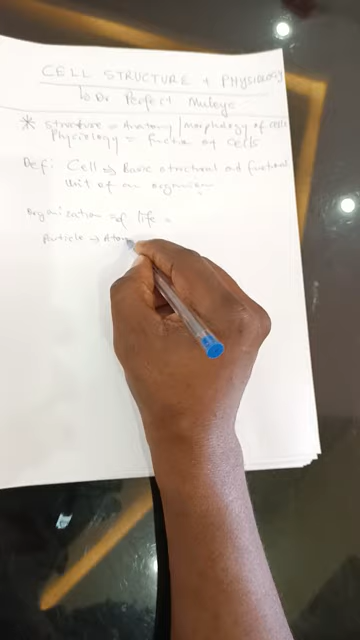 CELL STRUCTURE + PHYSIOLOGY
↳ Dr Perfect Muleye
* Structure = Anatomy / morphology of cells
Physiology = Function of cells
Def: Cell → Basic structural and functional
Unit of an organism
Organization of life =
Particle → Atom